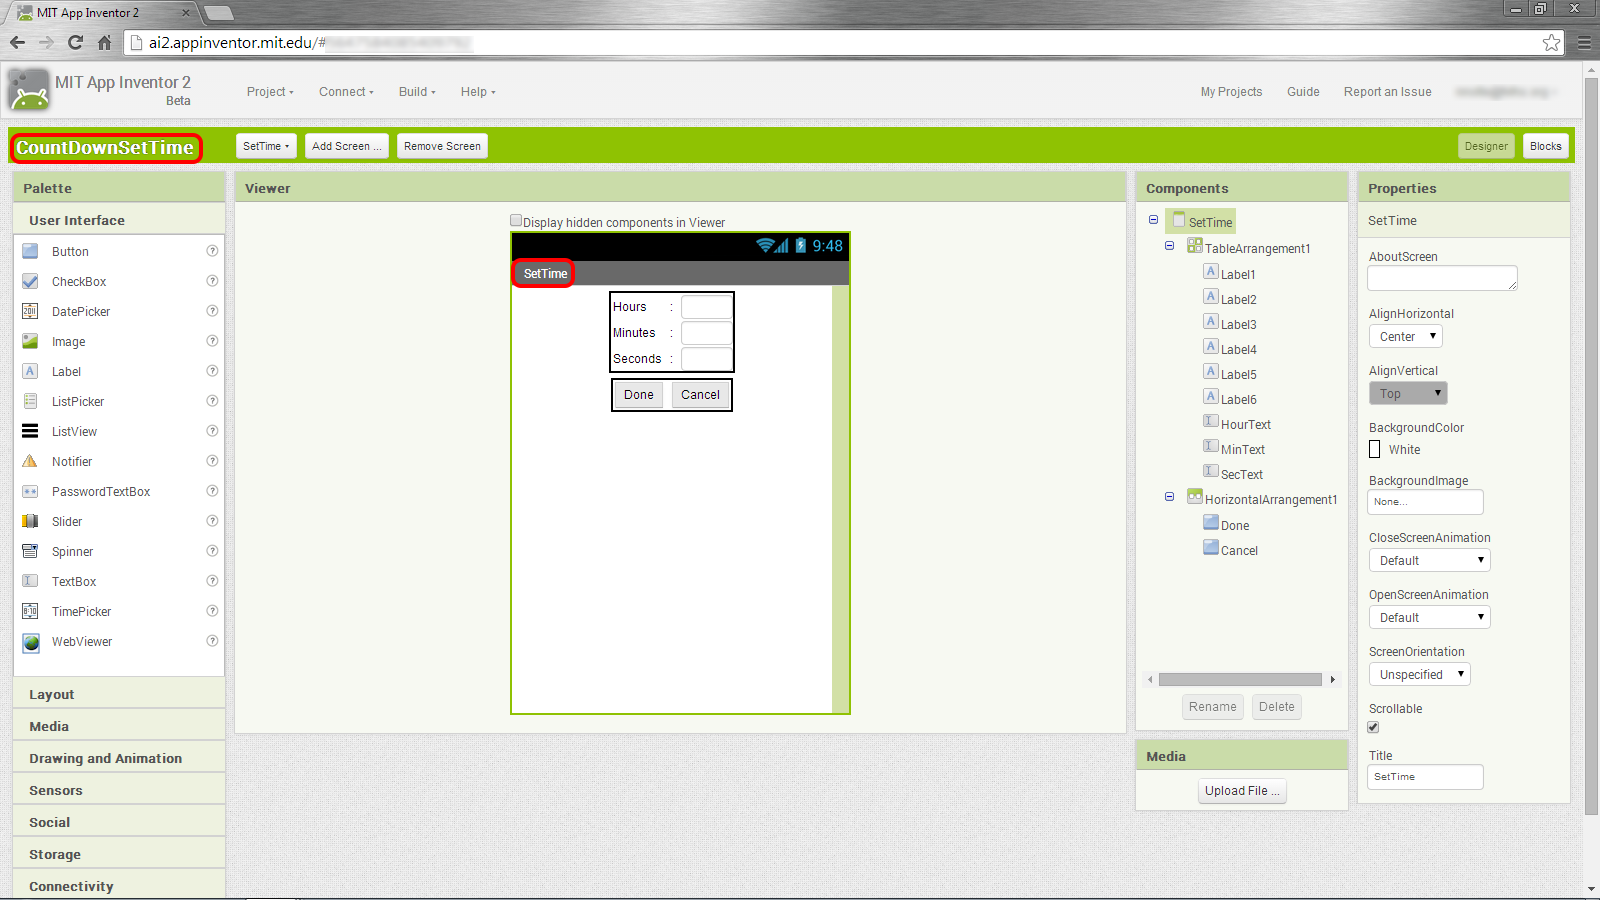 MIT App Inventor 2
ai2.appinventor.mit.edu/#
MIT App Inventor 2
Beta
Project Connect Build Help
My Projects Guide Report an Issue
CountDownSetTime
SetTime Add Screen ... Remove Screen
Designer Blocks
Palette
User Interface
Button ?
CheckBox ?
DatePicker ?
Image ?
Label ?
ListPicker ?
ListView ?
Notifier ?
PasswordTextBox ?
Slider ?
Spinner ?
TextBox ?
TimePicker ?
WebViewer ?
Layout
Media
Drawing and Animation
Sensors
Social
Storage
Connectivity
Viewer
Display hidden components in Viewer
9:48
SetTime
Hours :
Minutes :
Seconds :
Done Cancel
Components
SetTime
TableArrangement1
Label1
Label2
Label3
Label4
Label5
Label6
HourText
MinText
SecText
HorizontalArrangement1
Done
Cancel
Rename Delete
Media
Upload File ...
Properties
SetTime
AboutScreen
AlignHorizontal
Center
AlignVertical
Top
BackgroundColor
White
BackgroundImage
None...
CloseScreenAnimation
Default
OpenScreenAnimation
Default
ScreenOrientation
Unspecified
Scrollable
Title
SetTime